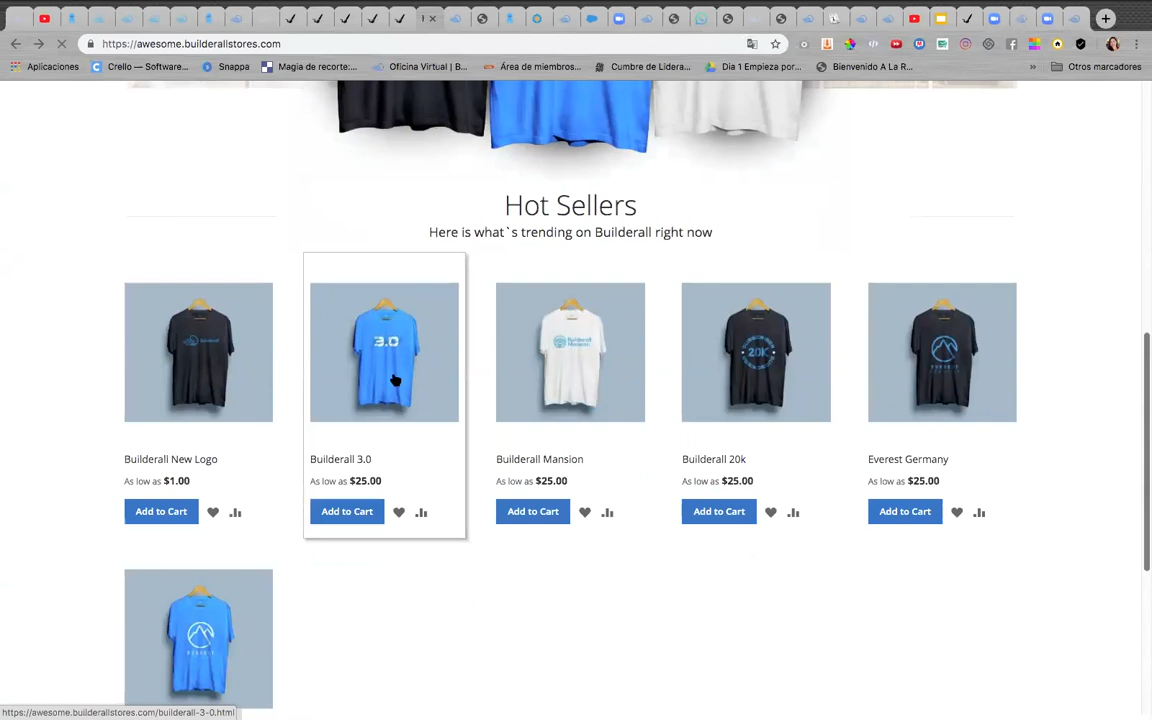 https://awesome.builderallstores.com
Aplicaciones
Crello — Software...
Snappa
Magia de recorte:...
Oficina Virtual | B...
Área de miembros...
Cumbre de Lidera...
Dia 1 Empieza por...
Bienvenido A La R...
»
Otros marcadores
Hot Sellers
Here is what`s trending on Builderall right now
3.0
Builderall Mansion
20K
EVEREST
Builderall New Logo
Builderall 3.0
Builderall Mansion
Builderall 20k
Everest Germany
As low as $1.00
As low as $25.00
As low as $25.00
As low as $25.00
As low as $25.00
Add to Cart
Add to Cart
Add to Cart
Add to Cart
Add to Cart
EVEREST
https://awesome.builderallstores.com/builderall-3-0.html